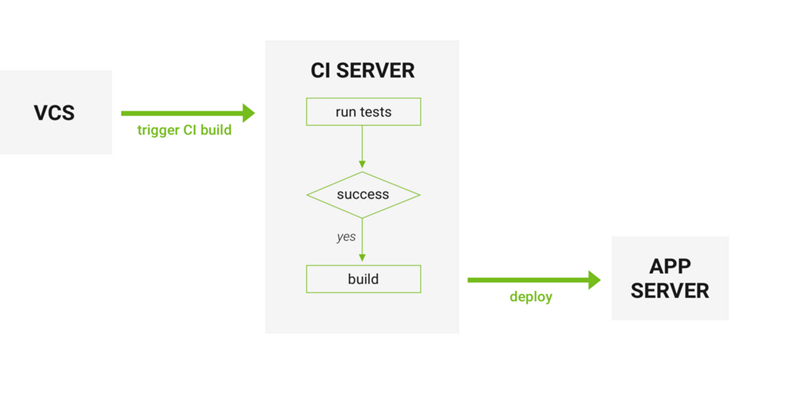 VCS
trigger CI build
CI SERVER
run tests
success
yes
build
deploy
APP
SERVER